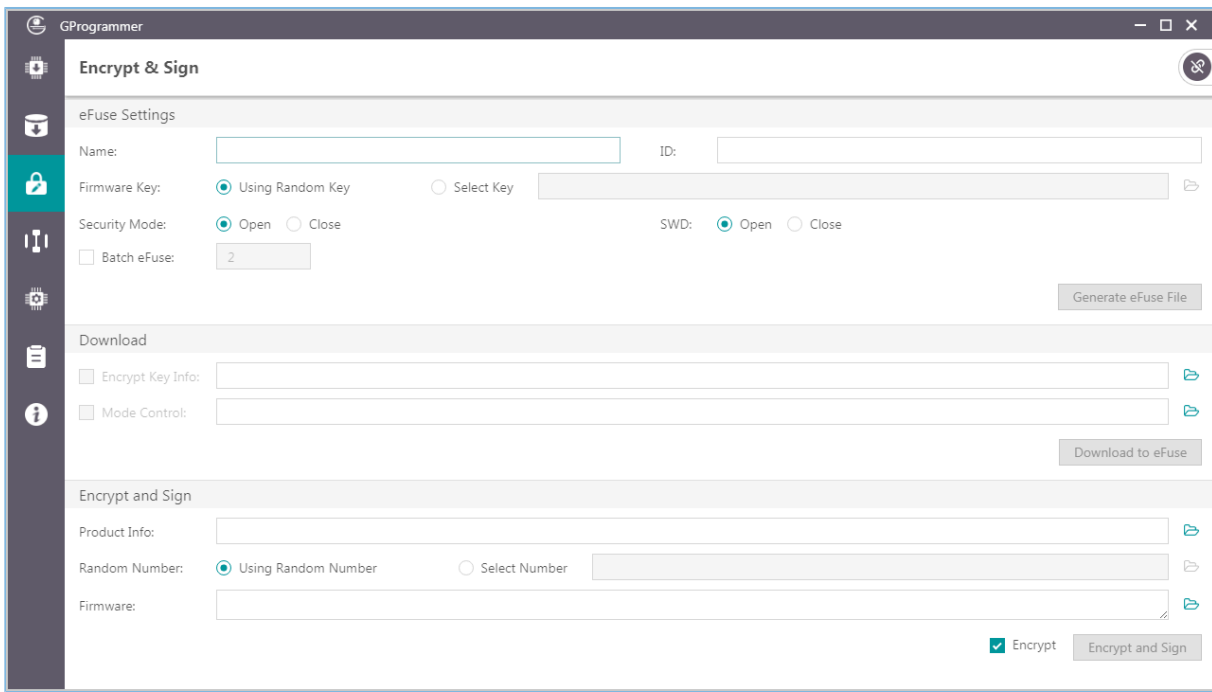 GProgrammer
Encrypt & Sign
eFuse Settings
Name: ID:
Firmware Key: Using Random Key Select Key
Security Mode: Open Close SWD: Open Close
Batch eFuse: 2
Generate eFuse File
Download
Encrypt Key Info:
Mode Control:
Download to eFuse
Encrypt and Sign
Product Info:
Random Number: Using Random Number Select Number
Firmware:
Encrypt Encrypt and Sign